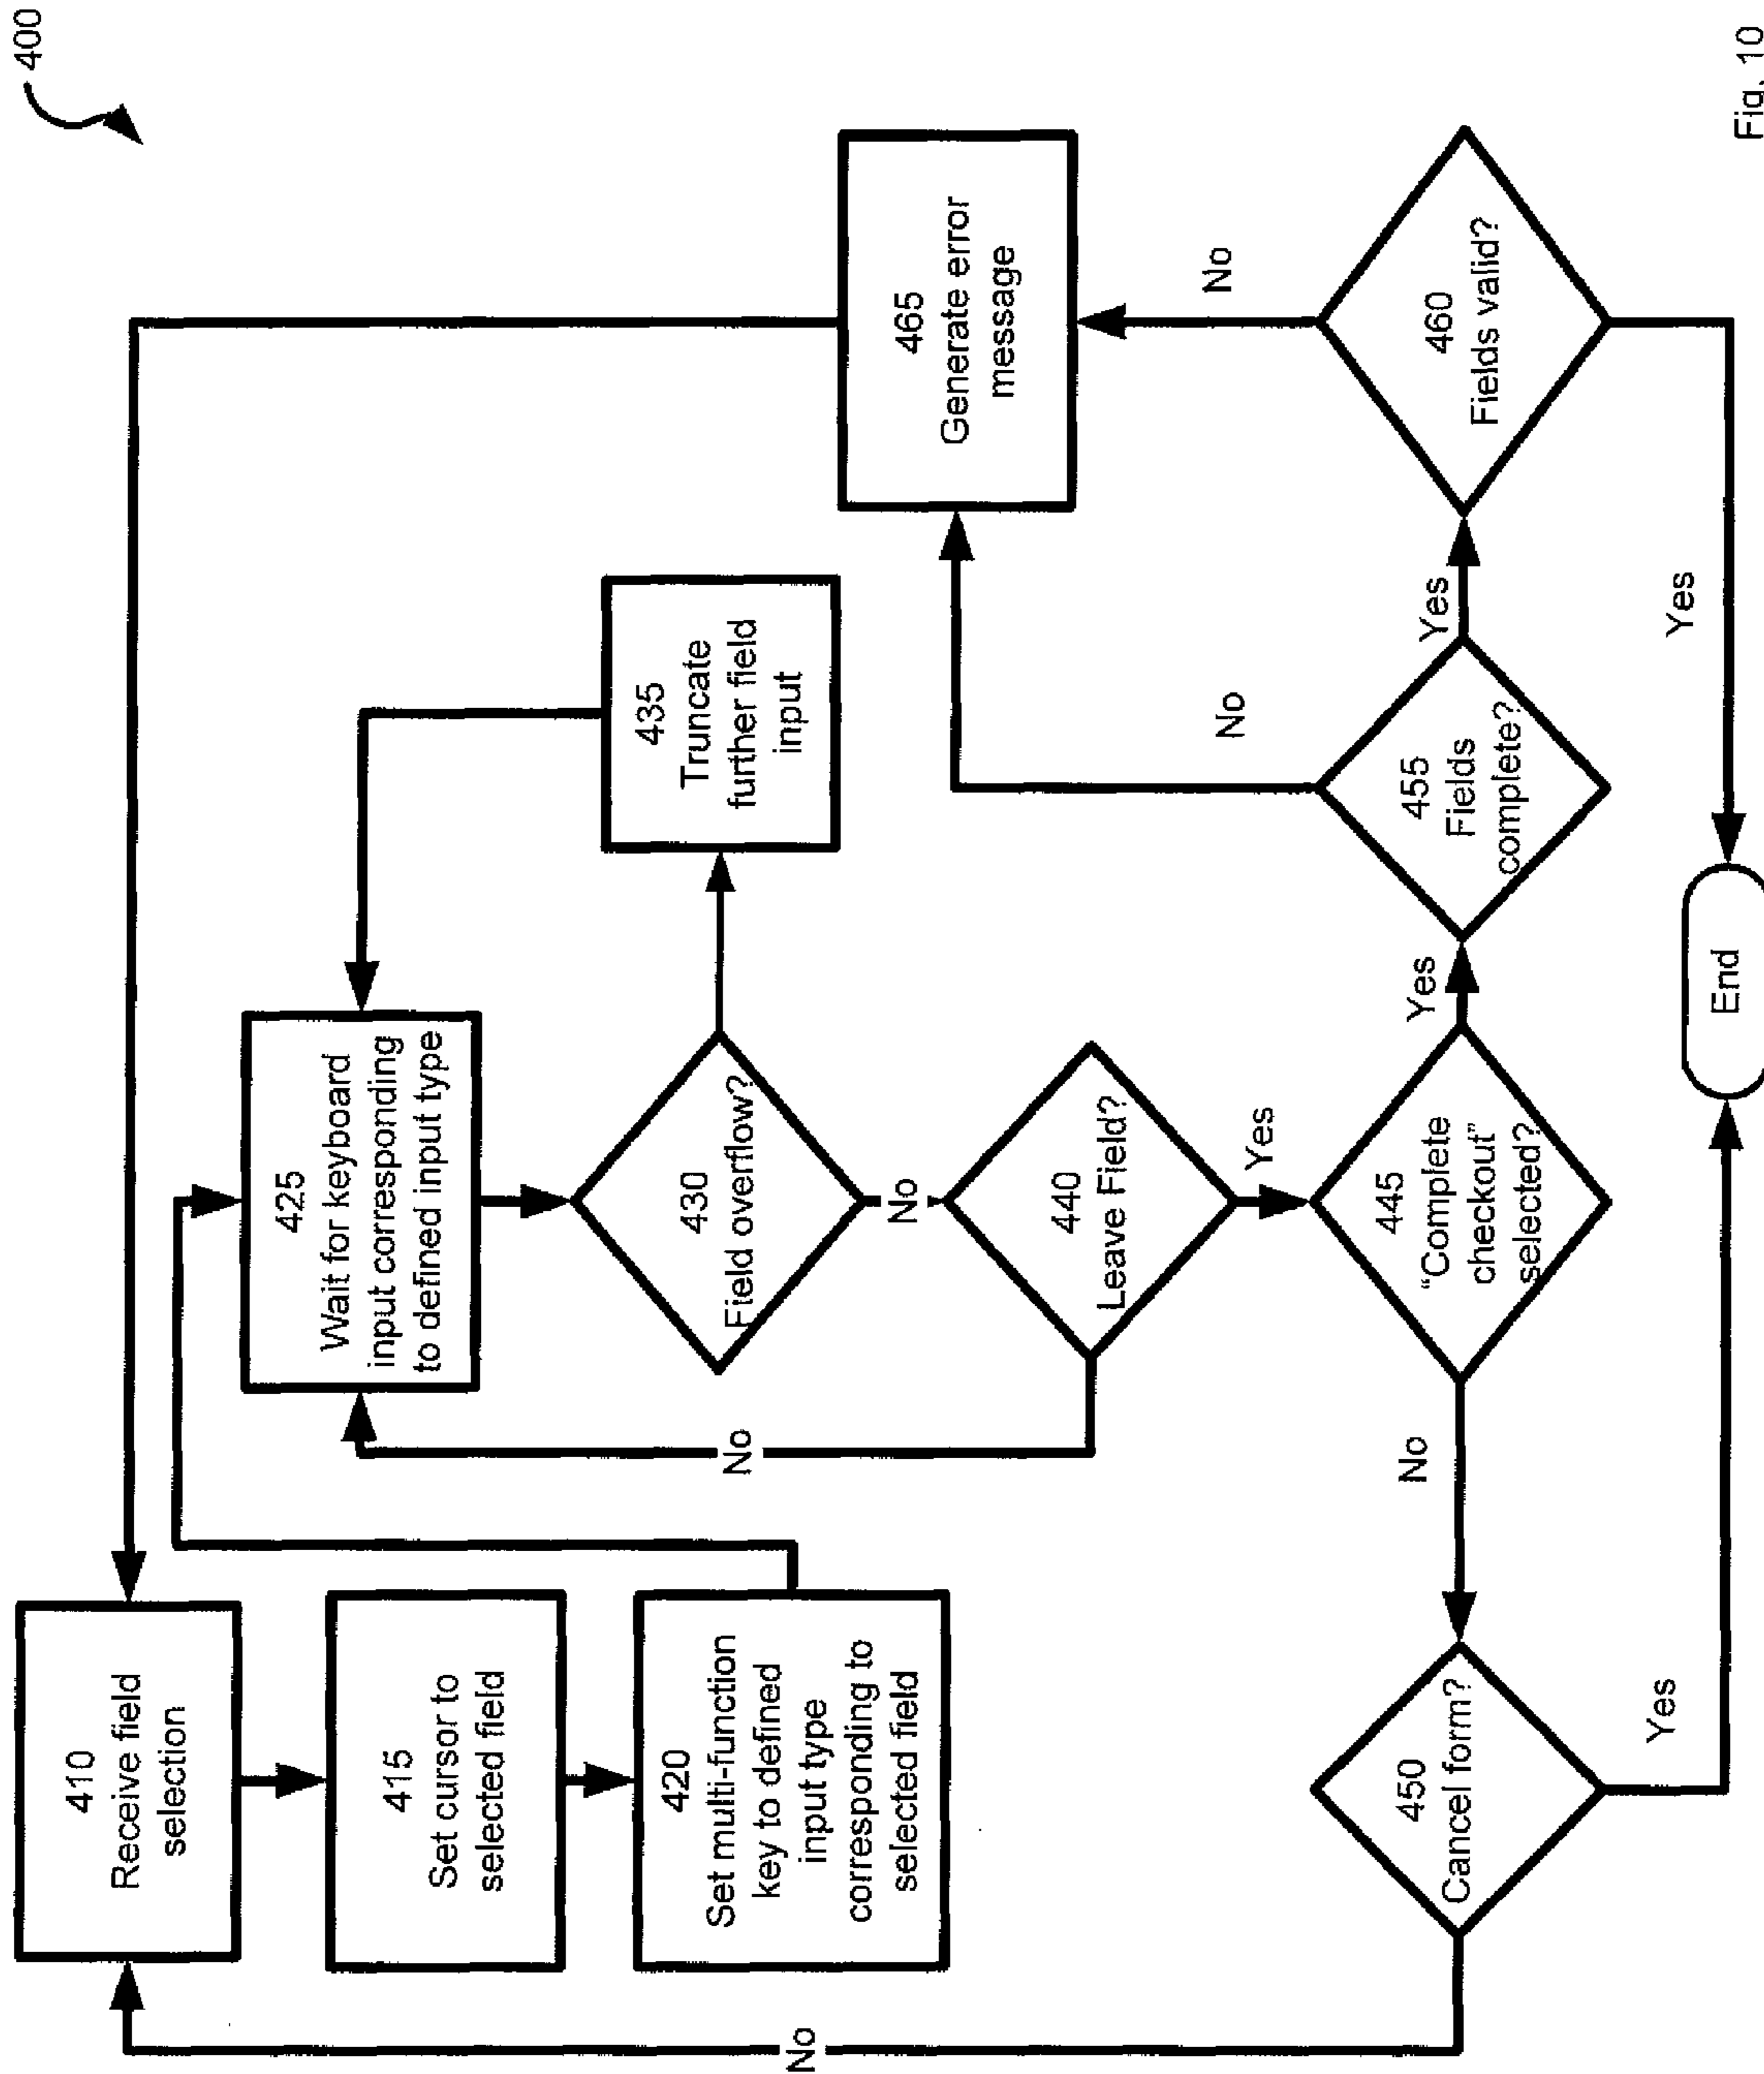 400
410
Receive field
selection
415
Set cursor to
selected field
420
Set multi-function
key to defined
input type
corresponding to
selected field
425
Wait for keyboard
input corresponding
to defined input type
430
Field overflow?
435
Truncate
further field
input
No
No
440
Leave Field?
Yes
445
"Complete
checkout"
selected?
No
Yes
450
Cancel form?
No
Yes
455
Fields
complete?
No
Yes
460
Fields valid?
No
Yes
465
Generate error
message
End
Fig. 10